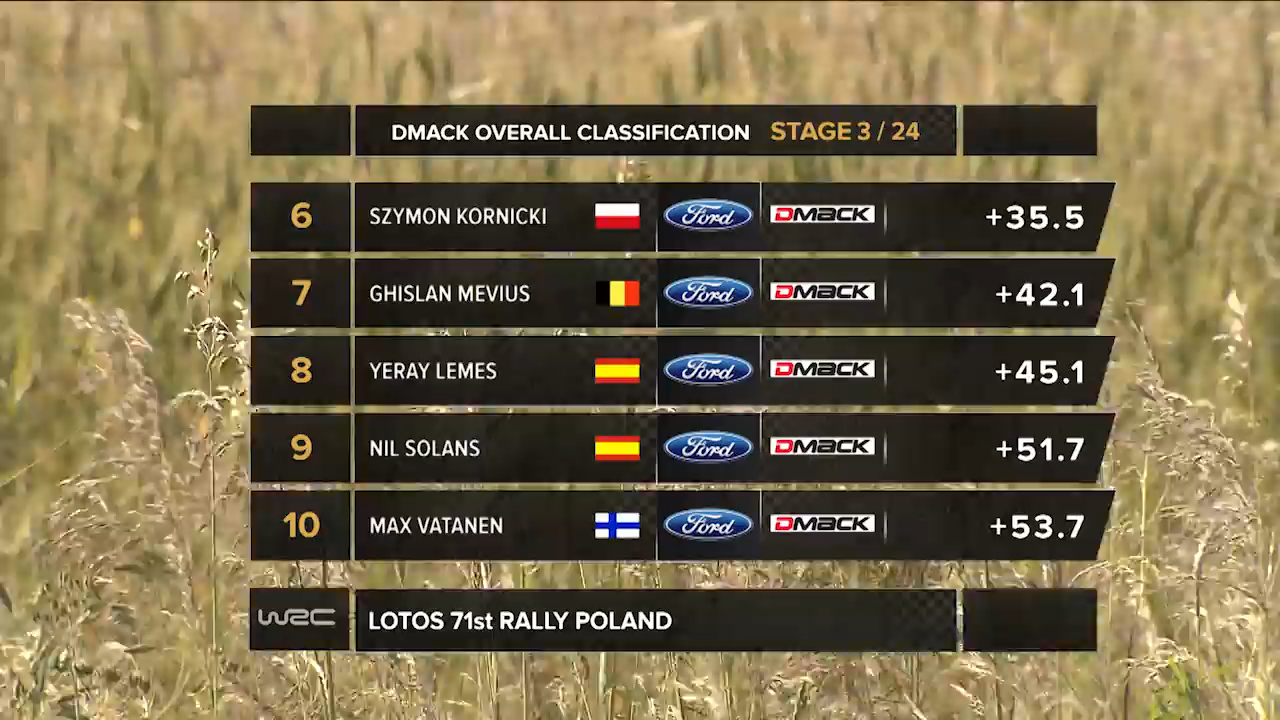 DMACK OVERALL CLASSIFICATION STAGE 3 / 24
6 SZYMON KORNICKI Ford DMACK +35.5
7 GHISLAN MEVIUS Ford DMACK +42.1
8 YERAY LEMES Ford DMACK +45.1
9 NIL SOLANS Ford DMACK +51.7
10 MAX VATANEN Ford DMACK +53.7
WRC LOTOS 71st RALLY POLAND